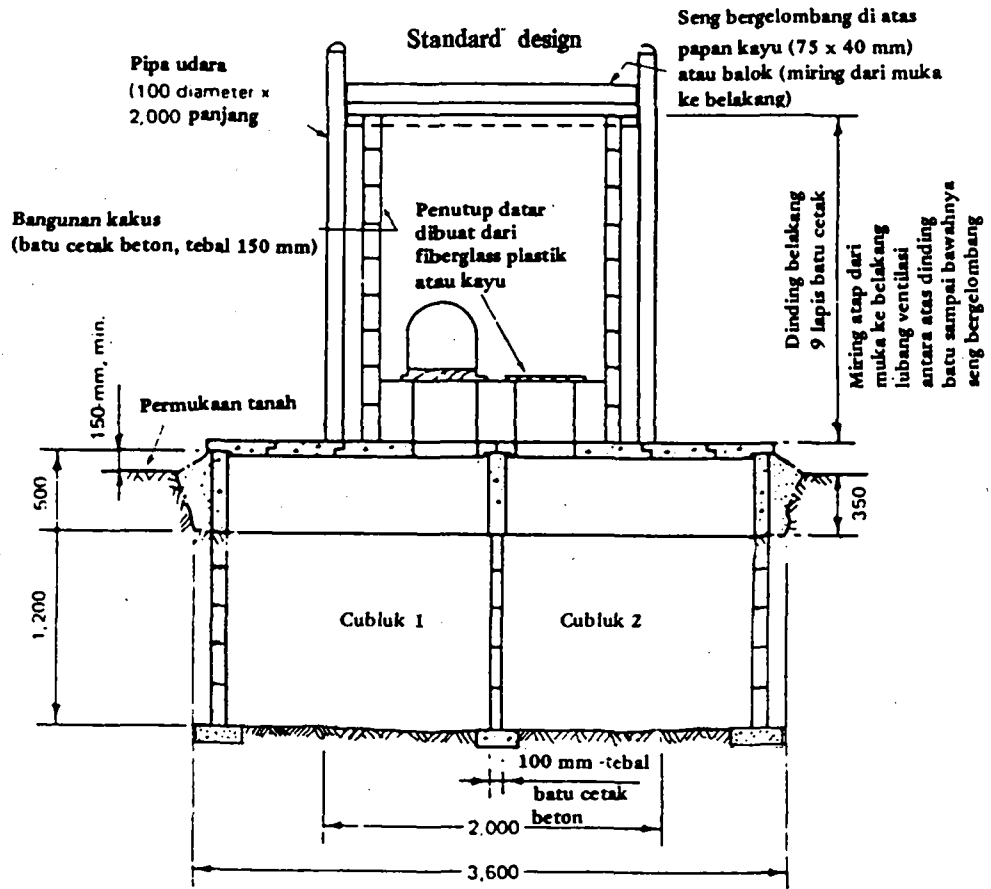 Standard design
Seng bergelombang di atas
papan kayu (75 x 40 mm)
atau balok (miring dari muka
ke belakang)
Pipa udara
(100 diameter x
2,000 panjang
Bangunan kakus
(batu cetak beton, tebal 150 mm)
Penutup datar
dibuat dari
fiberglass plastik
atau kayu
Dinding belakang
9 lapis batu cetak
Miring atap dari
muka ke belakang
lubang ventilasi
antara atas dinding
batu sampai bawahnya
seng bergelombang
150-mm, min.
Permukaan tanah
500
350
1,200
Cubluk 1
Cubluk 2
100 mm -tebal
batu cetak
beton
2,000
3,600